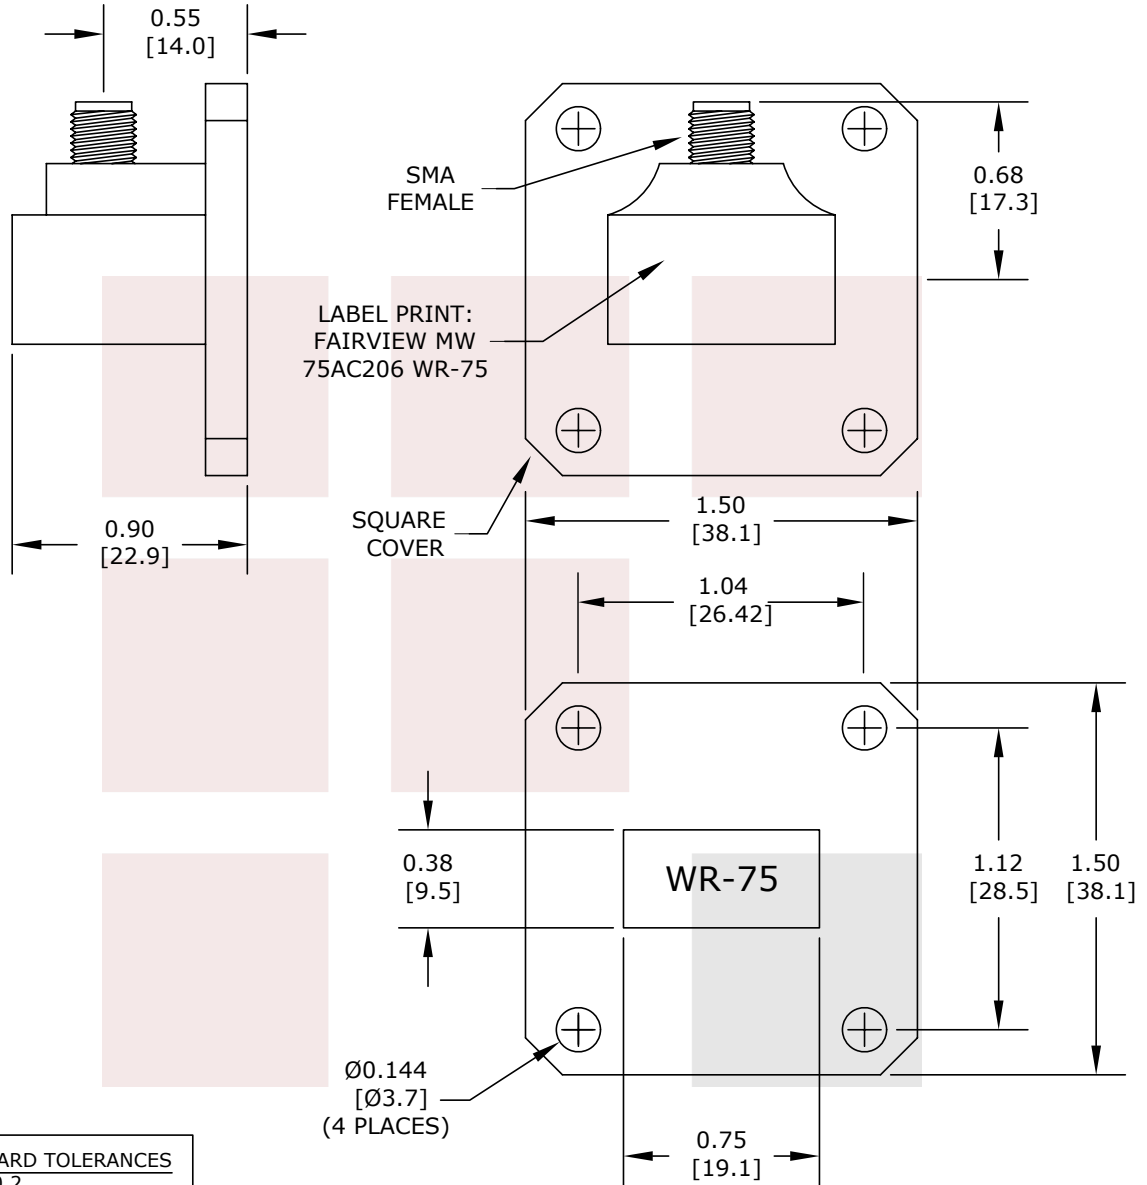 0.55
[14.0]
SMA
FEMALE
0.68
[17.3]
LABEL PRINT:
FAIRVIEW MW
75AC206 WR-75
0.90
[22.9]
SQUARE
COVER
1.50
[38.1]
1.04
[26.42]
0.38
[9.5]
WR-75
1.12
[28.5]
1.50
[38.1]
Ø0.144
[Ø3.7]
(4 PLACES)
0.75
[19.1]
ARD TOLERANCES